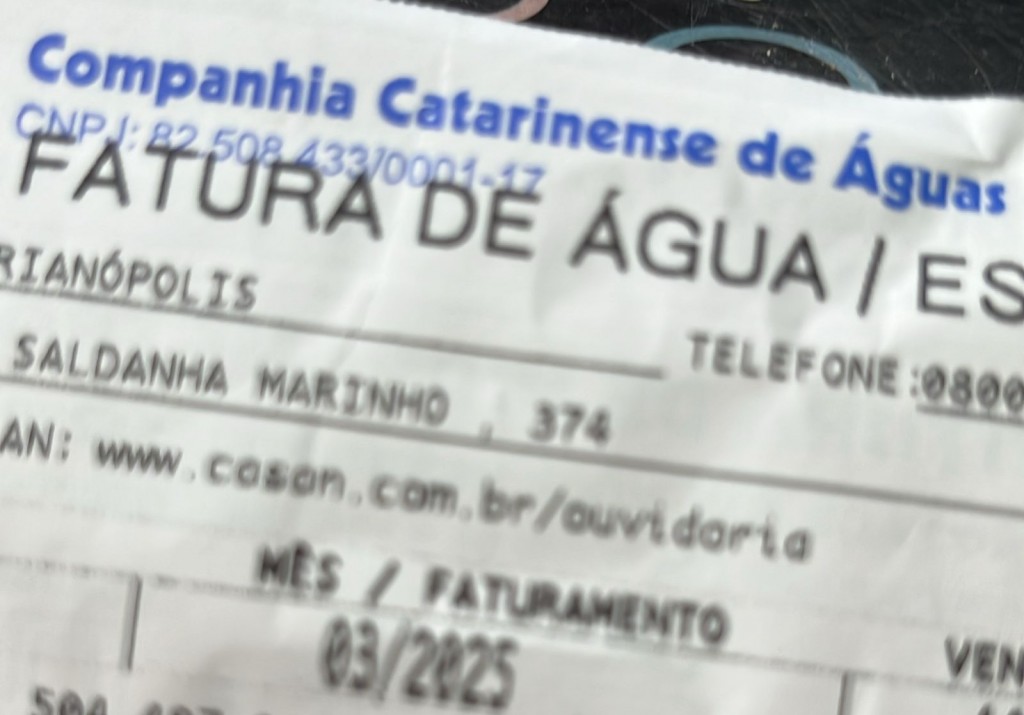 Companhia Catarinense de Águas
CNPJ: 82.508.433/0001-17
FATURA DE ÁGUA / ES
RIANÓPOLIS
TELEFONE:0800
SALDANHA MARINHO , 374
AN: www.casan.com.br/ouvidoria
MÊS / FATURAMENTO
VEN
03/2025